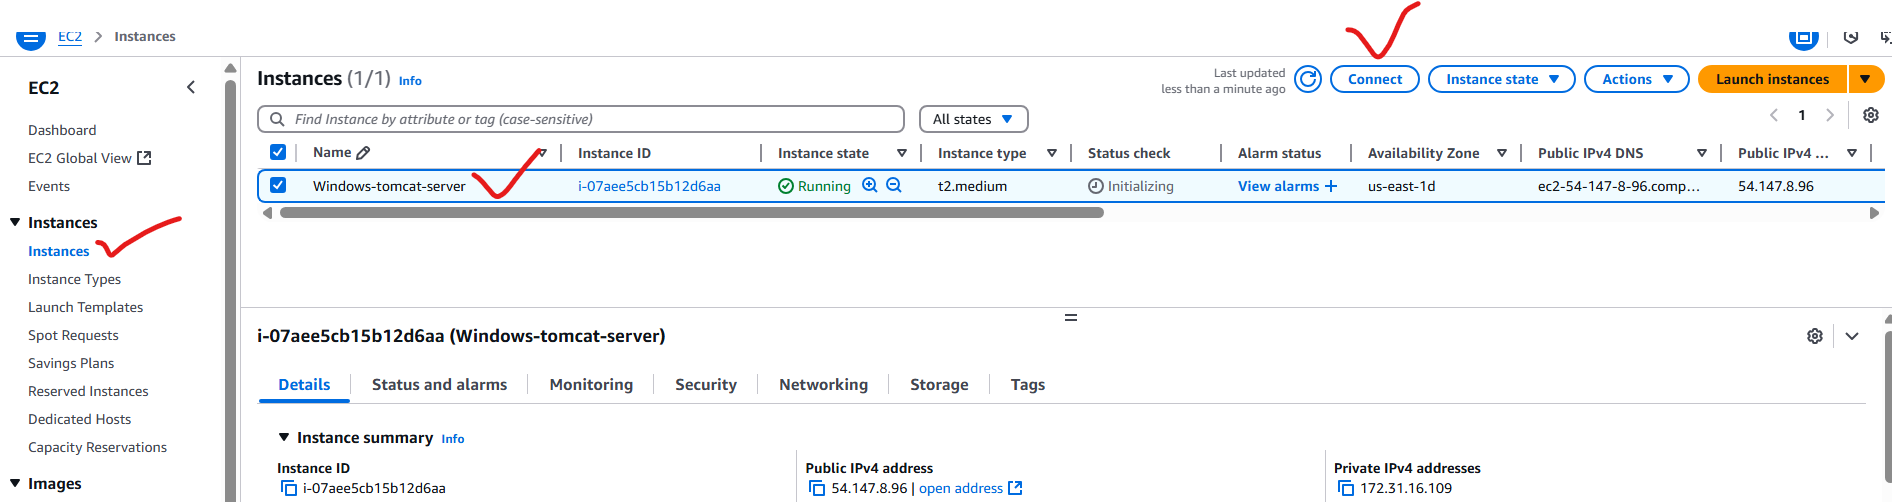 EC2 > Instances
EC2
Dashboard
EC2 Global View
Events
Instances
Instances
Instance Types
Launch Templates
Spot Requests
Savings Plans
Reserved Instances
Dedicated Hosts
Capacity Reservations
Images
Instances (1/1) Info
Last updated
less than a minute ago
Connect
Instance state
Actions
Launch instances
Find Instance by attribute or tag (case-sensitive)
All states
1
Name Instance ID Instance state Instance type Status check Alarm status Availability Zone Public IPv4 DNS Public IPv4 ...
Windows-tomcat-server i-07aee5cb15b12d6aa Running t2.medium Initializing View alarms + us-east-1d ec2-54-147-8-96.comp... 54.147.8.96
i-07aee5cb15b12d6aa (Windows-tomcat-server)
Details Status and alarms Monitoring Security Networking Storage Tags
Instance summary Info
Instance ID
i-07aee5cb15b12d6aa
Public IPv4 address
54.147.8.96 | open address
Private IPv4 addresses
172.31.16.109